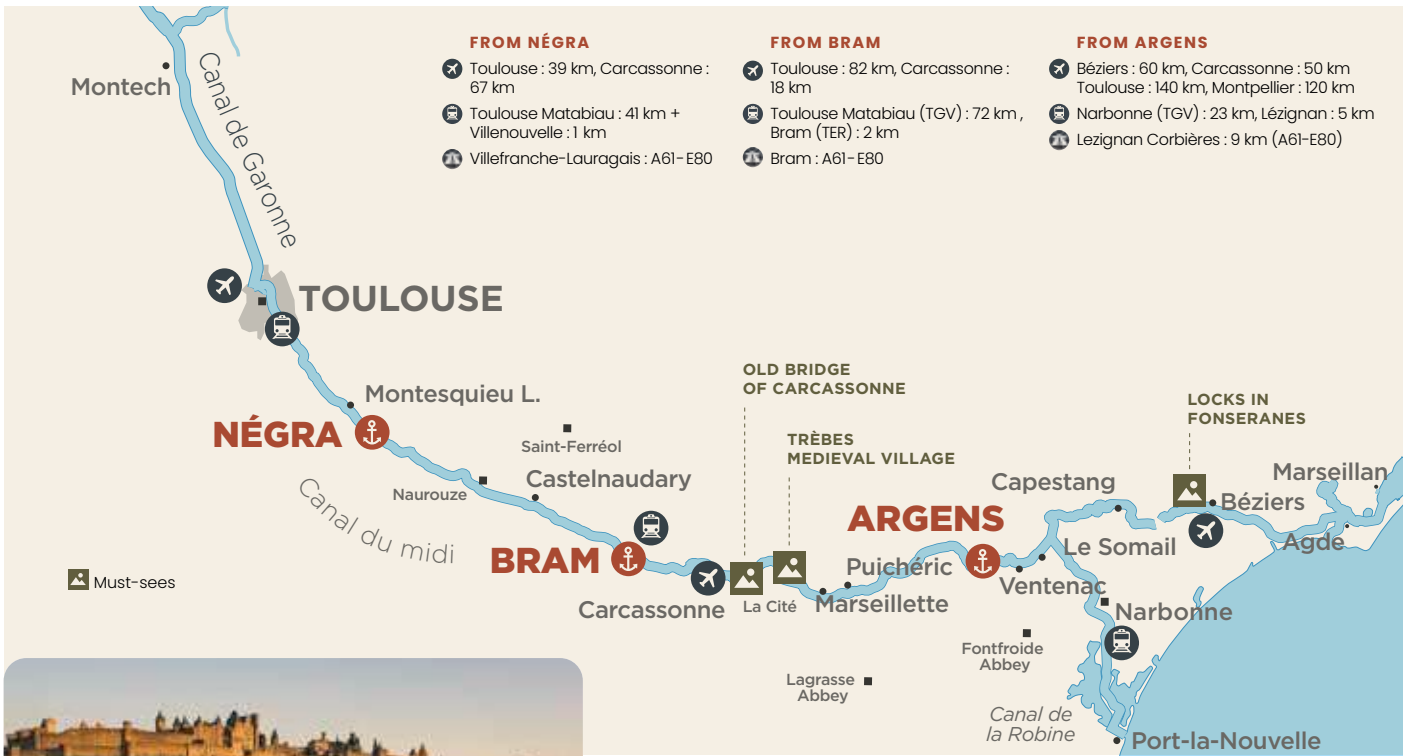 FROM NÉGRA
Toulouse : 39 km, Carcassonne :
67 km
Toulouse Matabiau : 41 km +
Villenouvelle : 1 km
Villefranche-Lauragais : A61-E80
FROM BRAM
Toulouse : 82 km, Carcassonne :
18 km
Toulouse Matabiau (TGV) : 72 km ,
Bram (TER) : 2 km
Bram : A61-E80
FROM ARGENS
Béziers : 60 km, Carcassonne : 50 km
Toulouse : 140 km, Montpellier : 120 km
Narbonne (TGV) : 23 km, Lézignan : 5 km
Lezignan Corbières : 9 km (A61-E80)
Montech
Canal de Garonne
TOULOUSE
Montesquieu L.
NÉGRA
Saint-Ferréol
Naurouze
Castelnaudary
Canal du midi
BRAM
Carcassonne
OLD BRIDGE
OF CARCASSONNE
La Cité
TRÈBES
MEDIEVAL VILLAGE
Marseillette
Puichéric
ARGENS
Ventenac
Le Somail
Capestang
LOCKS IN
FONSERANES
Béziers
Marseillan
Agde
Narbonne
Fontfroide
Abbey
Lagrasse
Abbey
Canal de
la Robine
Port-la-Nouvelle
Must-sees